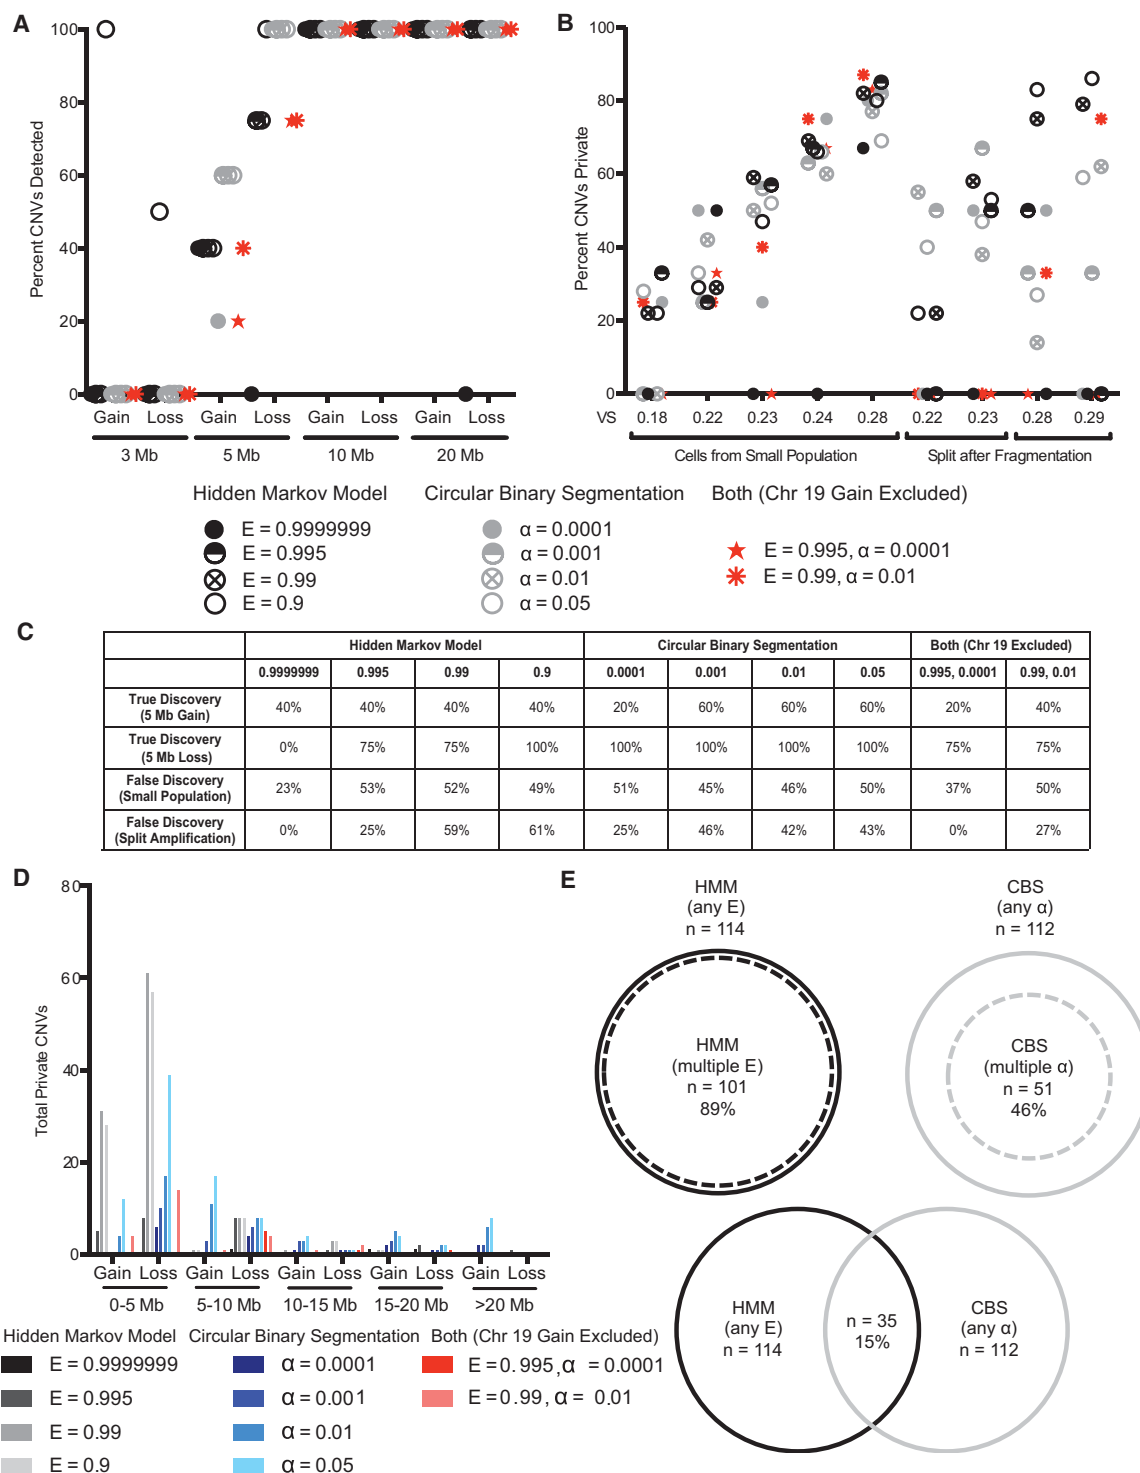 A
Percent CNVs Detected
100
80
60
40
20
0
Gain Loss Gain Loss Gain Loss Gain Loss
3 Mb 5 Mb 10 Mb 20 Mb
B
Percent CNVs Private
100
80
60
40
20
0
VS 0.18 0.22 0.23 0.24 0.28 0.22 0.23 0.28 0.29
Cells from Small Population Split after Fragmentation
Hidden Markov Model
E = 0.9999999
E = 0.995
E = 0.99
E = 0.9
Circular Binary Segmentation
α = 0.0001
α = 0.001
α = 0.01
α = 0.05
Both (Chr 19 Gain Excluded)
E = 0.995, α = 0.0001
E = 0.99, α = 0.01
C
Hidden Markov Model Circular Binary Segmentation Both (Chr 19 Excluded)
0.9999999 0.995 0.99 0.9 0.0001 0.001 0.01 0.05 0.995, 0.0001 0.99, 0.01
True Discovery
(5 Mb Gain)
40% 40% 40% 40% 20% 60% 60% 60% 20% 40%
True Discovery
(5 Mb Loss)
0% 75% 75% 100% 100% 100% 100% 100% 75% 75%
False Discovery
(Small Population)
23% 53% 52% 49% 51% 45% 46% 50% 37% 50%
False Discovery
(Split Amplification)
0% 25% 59% 61% 25% 46% 42% 43% 0% 27%
D
Total Private CNVs
80
60
40
20
0
Gain Loss Gain Loss Gain Loss Gain Loss Gain Loss
0-5 Mb 5-10 Mb 10-15 Mb 15-20 Mb >20 Mb
Hidden Markov Model
E = 0.9999999
E = 0.995
E = 0.99
E = 0.9
Circular Binary Segmentation
α = 0.0001
α = 0.001
α = 0.01
α = 0.05
Both (Chr 19 Gain Excluded)
E = 0.995, α = 0.0001
E = 0.99, α = 0.01
E
HMM
(any E)
n = 114
HMM
(multiple E)
n = 101
89%
CBS
(any α)
n = 112
CBS
(multiple α)
n = 51
46%
HMM
(any E)
n = 114
n = 35
15%
CBS
(any α)
n = 112